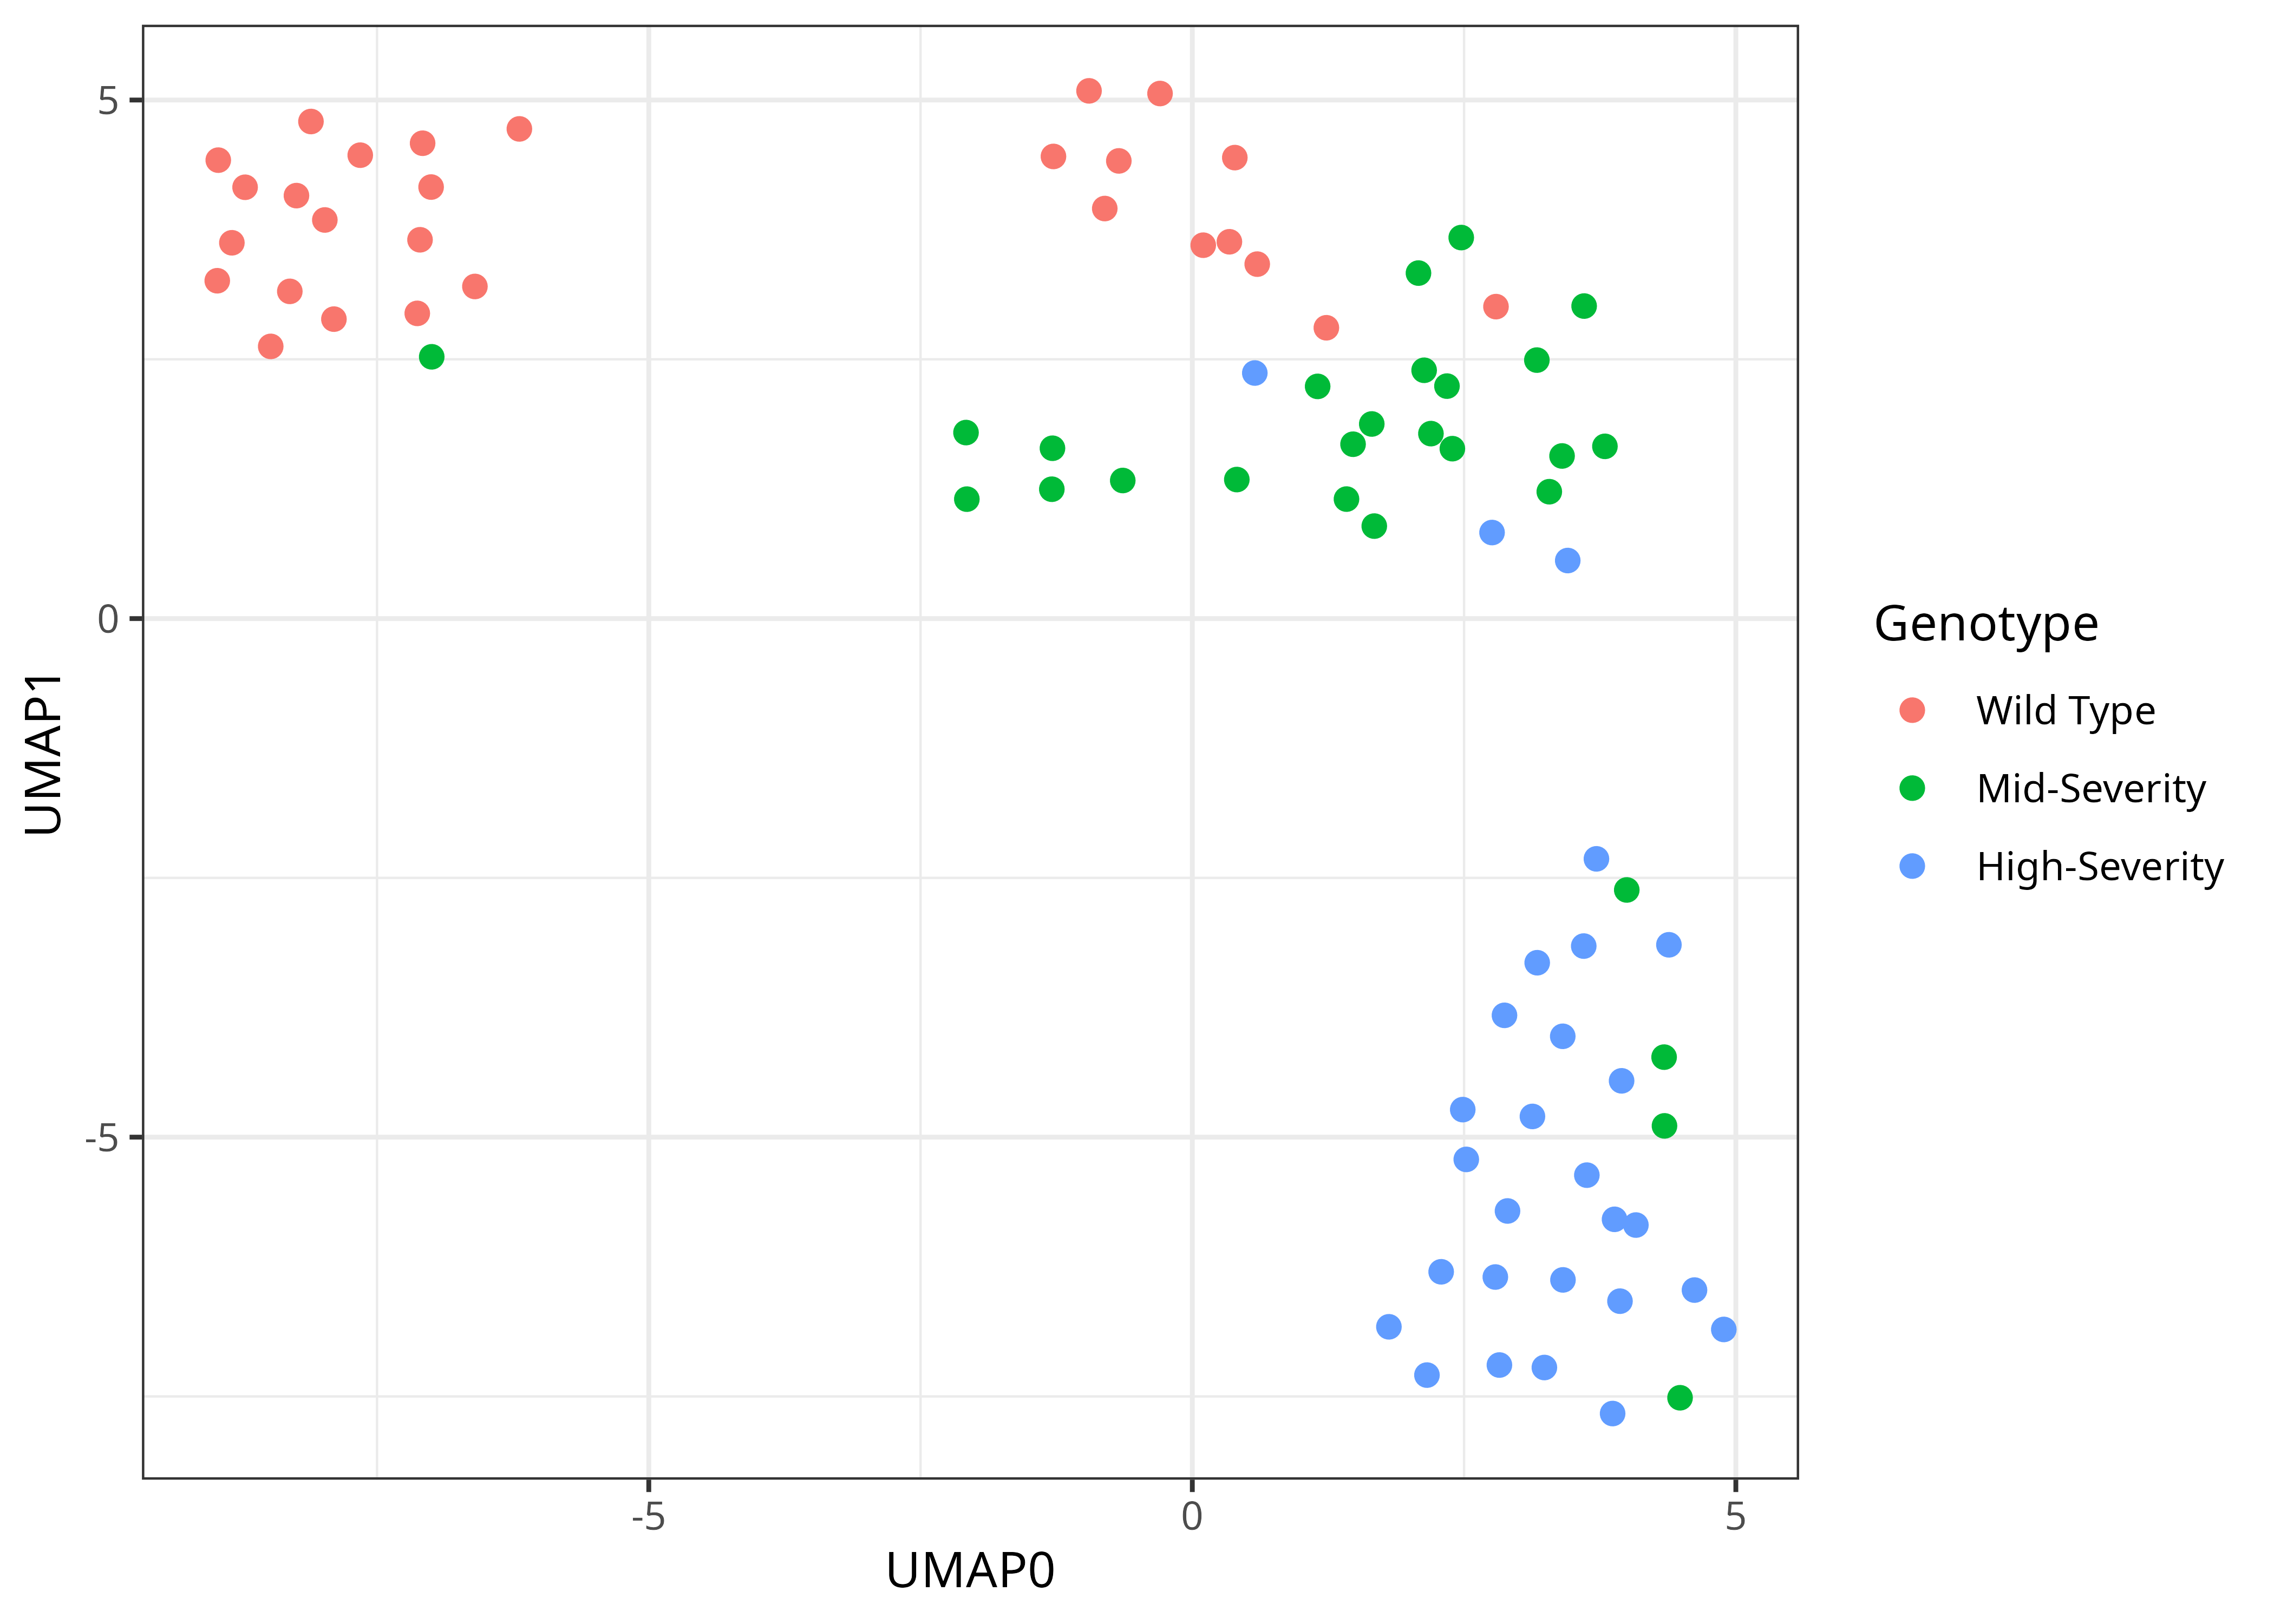 5
0
-5
UMAP1
-5
0
5
UMAP0
Genotype
Wild Type
Mid-Severity
High-Severity